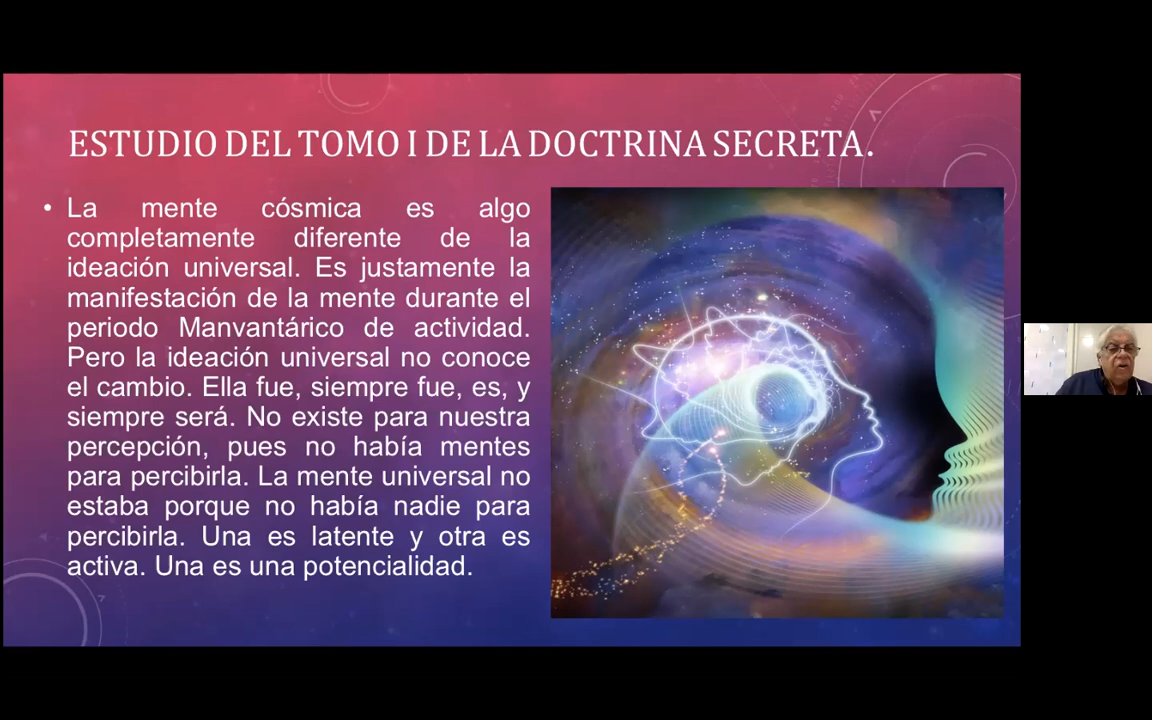 ESTUDIO DEL TOMO I DE LA DOCTRINA SECRETA.
• La mente cósmica es algo
completamente diferente de la
ideación universal. Es justamente la
manifestación de la mente durante el
periodo Manvantárico de actividad.
Pero la ideación universal no conoce
el cambio. Ella fue, siempre fue, es, y
siempre será. No existe para nuestra
percepción, pues no había mentes
para percibirla. La mente universal no
estaba porque no había nadie para
percibirla. Una es latente y otra es
activa. Una es una potencialidad.